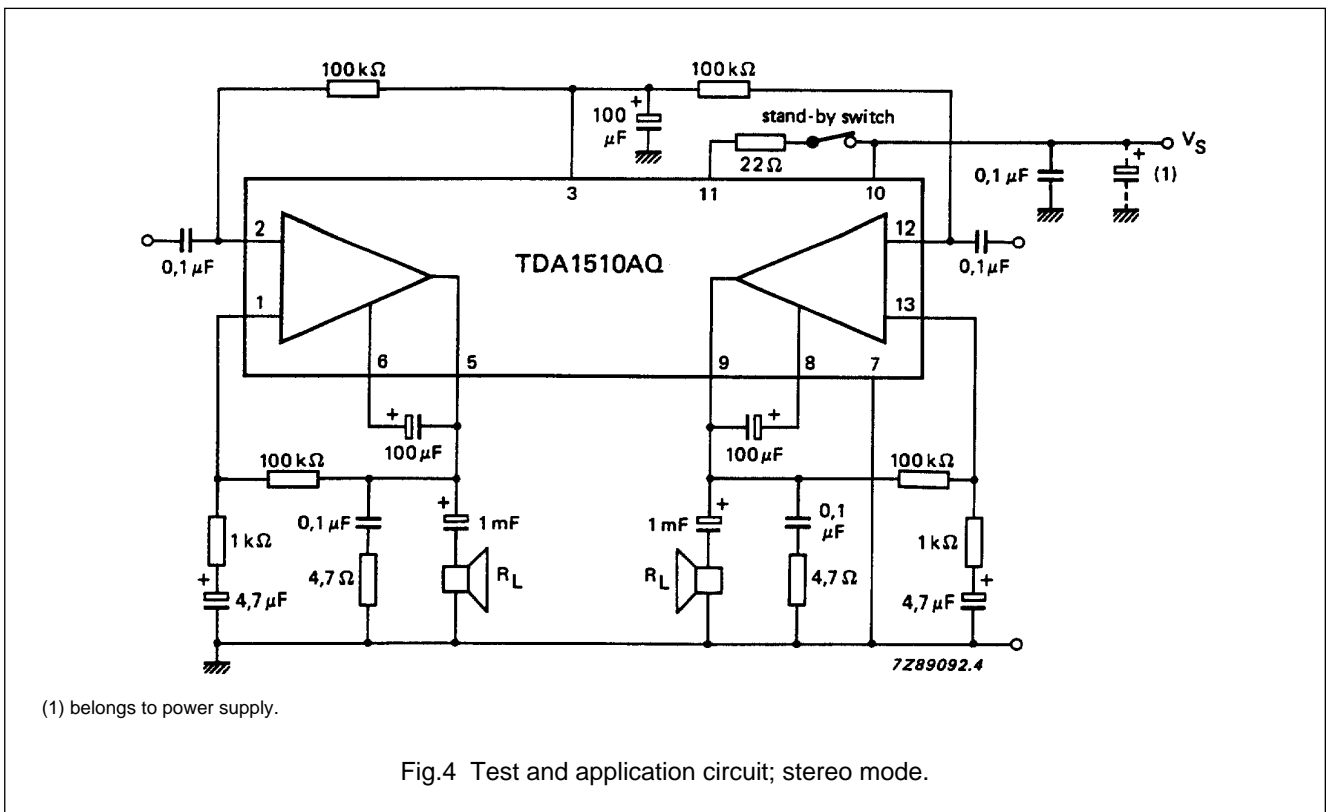 100 kΩ
100 kΩ
+
100
μF
stand-by switch
22 Ω
VS
+
(1)
0,1 μF
3
11
10
2
12
0,1 μF
0,1 μF
TDA1510AQ
1
13
6
5
9
8
7
+
100 μF
+
100 μF
100 kΩ
100 kΩ
+
1 mF
+
1 mF
0,1 μF
0,1
μF
1 kΩ
1 kΩ
4,7 Ω
RL
RL
4,7 Ω
+
4,7 μF
+
4,7 μF
7Z89092.4
(1) belongs to power supply.
Fig.4 Test and application circuit; stereo mode.